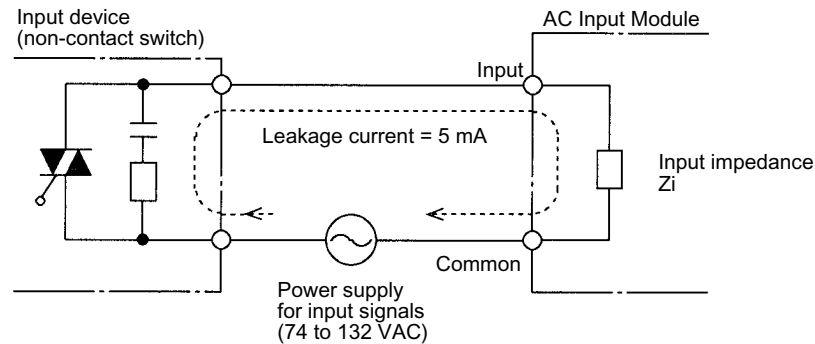 Input device
(non-contact switch)
AC Input Module
Input
Leakage current = 5 mA
Input impedance
Zi
Common
Power supply
for input signals
(74 to 132 VAC)